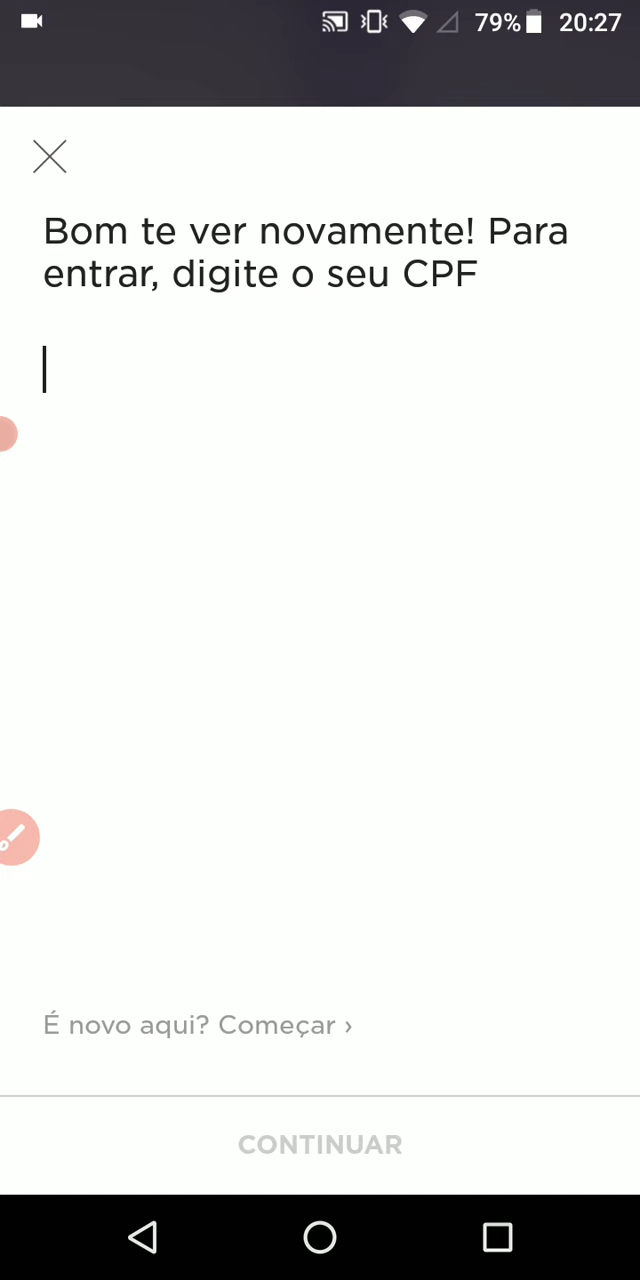 79% 20:27
Bom te ver novamente! Para
entrar, digite o seu CPF
É novo aqui? Começar ›
CONTINUAR